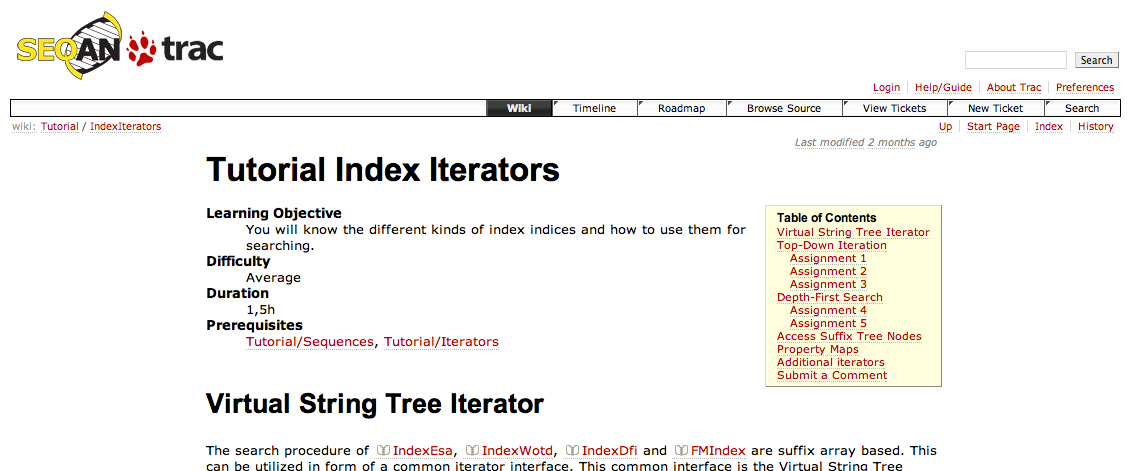 SEQAN trac
Search
Login Help/Guide About Trac Preferences
Wiki Timeline Roadmap Browse Source View Tickets New Ticket Search
wiki: Tutorial / IndexIterators
Up Start Page Index History
Last modified 2 months ago
Tutorial Index Iterators
Learning Objective
You will know the different kinds of index indices and how to use them for
searching.
Difficulty
Average
Duration
1,5h
Prerequisites
Tutorial/Sequences, Tutorial/Iterators
Table of Contents
Virtual String Tree Iterator
Top-Down Iteration
Assignment 1
Assignment 2
Assignment 3
Depth-First Search
Assignment 4
Assignment 5
Access Suffix Tree Nodes
Property Maps
Additional iterators
Submit a Comment
Virtual String Tree Iterator
The search procedure of IndexEsa, IndexWotd, IndexDfi and FMIndex are suffix array based. This
can be utilized in form of a common iterator interface. This common interface is the Virtual String Tree